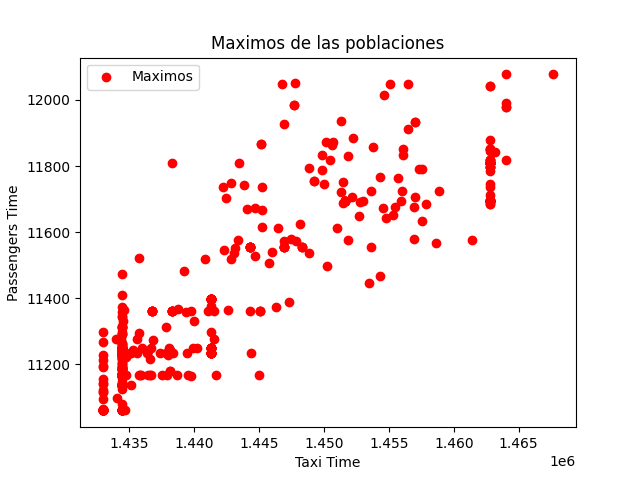 Maximos de las poblaciones
Maximos
Passengers Time
12000
11800
11600
11400
11200
1.435 1.440 1.445 1.450 1.455 1.460 1.465
1e6
Taxi Time